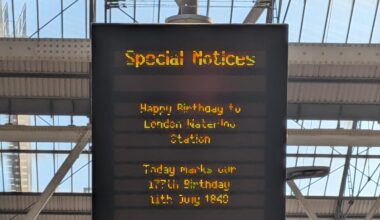 Special Notices
Happy Birthday to
London Waterloo
Station
Today marks our
177th Birthday
11th July 1848